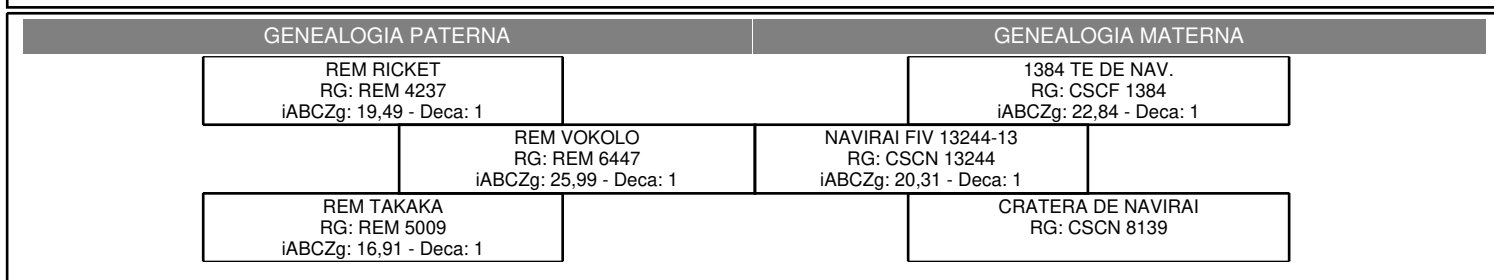 GENEALOGIA PATERNA
GENEALOGIA MATERNA
REM RICKET
RG: REM 4237
iABCZg: 19,49 - Deca: 1
1384 TE DE NAV.
RG: CSCF 1384
iABCZg: 22,84 - Deca: 1
REM VOKOLO
RG: REM 6447
iABCZg: 25,99 - Deca: 1
NAVIRAI FIV 13244-13
RG: CSCN 13244
iABCZg: 20,31 - Deca: 1
REM TAKAKA
RG: REM 5009
iABCZg: 16,91 - Deca: 1
CRATERA DE NAVIRAI
RG: CSCN 8139